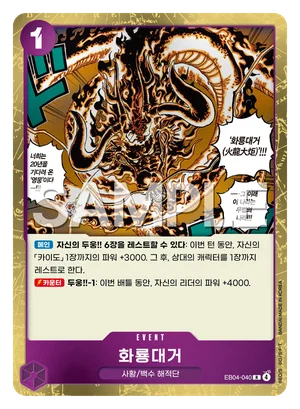 1
너희는
20년을
기다려 온
'화룡대거
(火龍大炬)'!!!
SAMPLE
메인 자신의 두웅!! 6장을 레스트할 수 있다: 이번 턴 동안, 자신의
「카이도」 1장까지의 파워 +3000. 그 후, 상대의 캐릭터를 1장까지
레스트로 한다.
카운터 두웅!!-1: 이번 배틀 동안, 자신의 리더의 파워 +4000.
EVENT
화룡대거
사황/백수 해적단
EB04-040 R